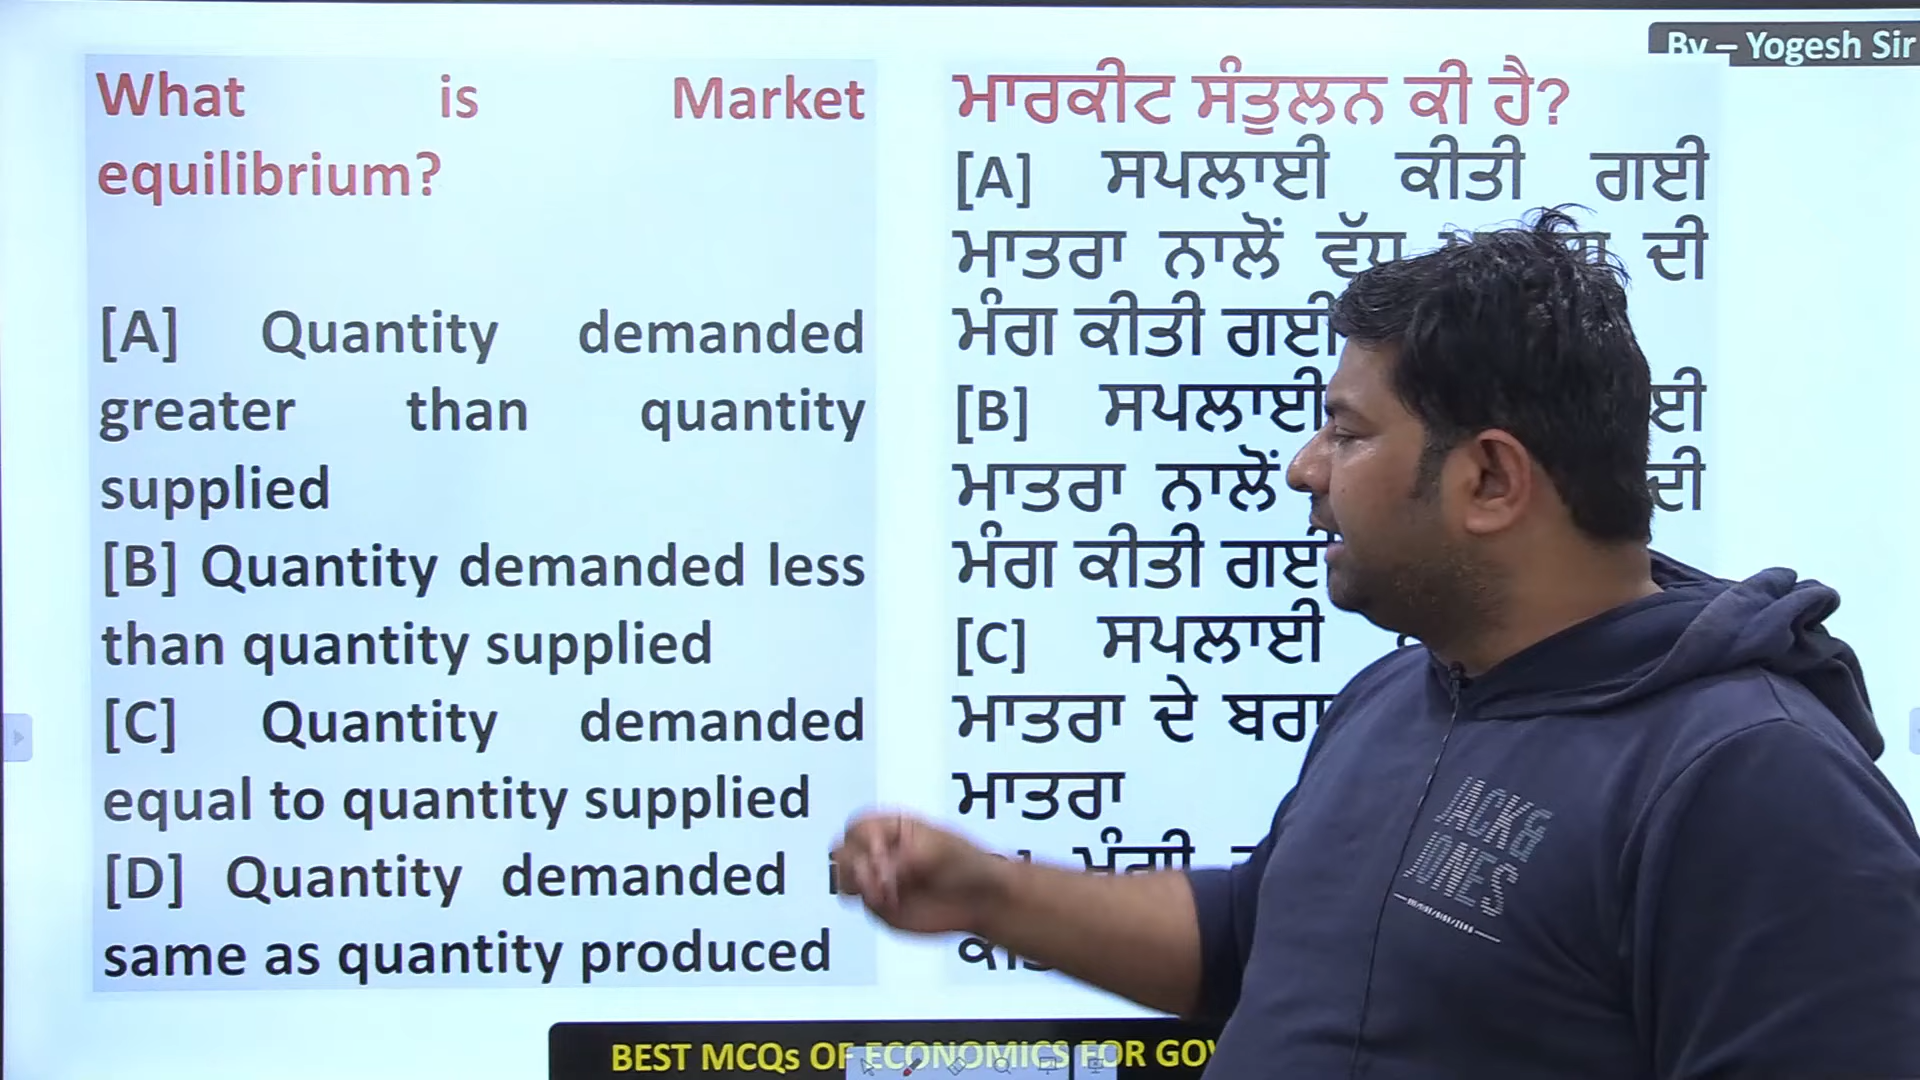 By – Yogesh Sir
What is Market
equilibrium?
[A] Quantity demanded
greater than quantity
supplied
[B] Quantity demanded less
than quantity supplied
[C] Quantity demanded
equal to quantity supplied
[D] Quantity demanded
same as quantity produced
ਮਾਰਕੀਟ ਸੰਤੁਲਨ ਕੀ ਹੈ?
[A] ਸਪਲਾਈ ਕੀਤੀ ਗਈ
ਮਾਤਰਾ ਨਾਲੋਂ ਵੱਧ ਦੀ
ਮੰਗ ਕੀਤੀ ਗਈ
[B] ਸਪਲਾਈ
ਮਾਤਰਾ ਨਾਲੋਂ ਦੀ
ਮੰਗ ਕੀਤੀ ਗਈ
[C] ਸਪਲਾਈ
ਮਾਤਰਾ ਦੇ
ਮਾਤਰਾ
JACK &
JONES
BEST MCQs OF ECONOMICS FOR